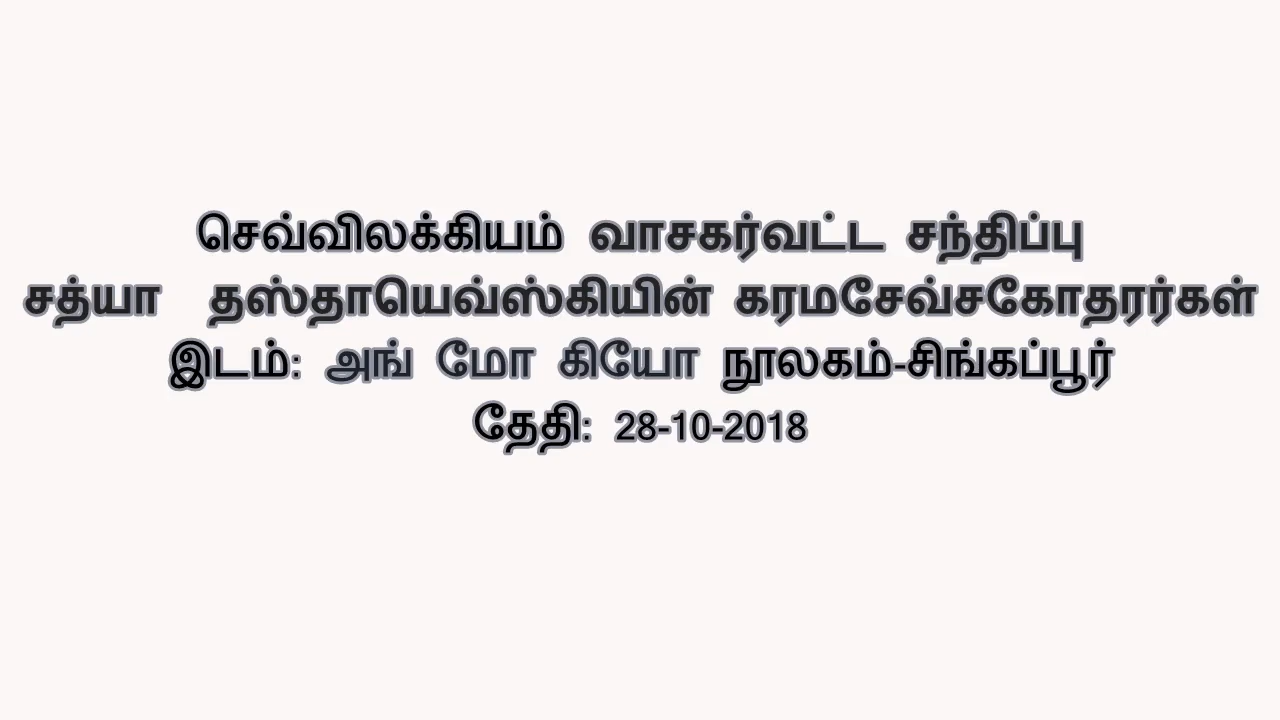 செவ்விலக்கியம் வாசகர்வட்ட சந்திப்பு
சத்யா தஸ்தாயெவ்ஸ்கியின் கரமசேவ்சகோதரர்கள்
இடம்: அங் மோ கியோ நூலகம்-சிங்கப்பூர்
தேதி: 28-10-2018